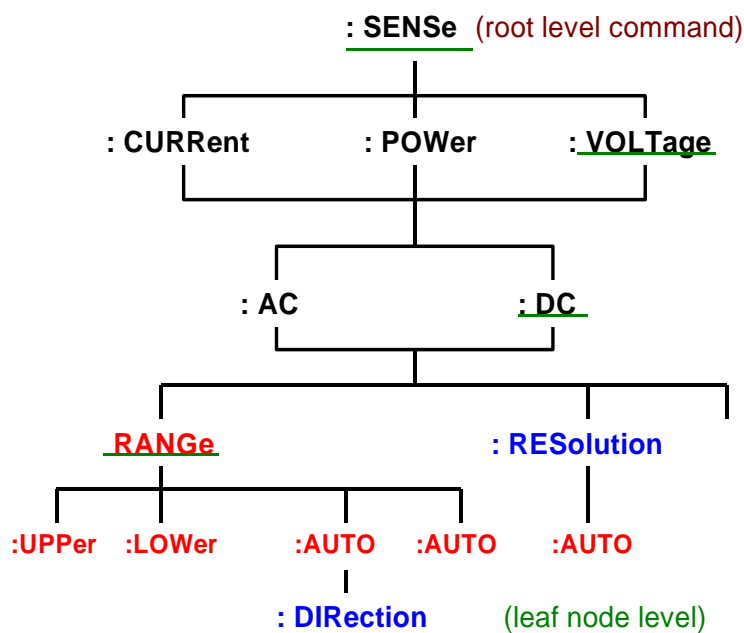 : SENSe (root level command)
: CURRent : POWer : VOLTage
: AC : DC
RANGe : RESolution
:UPPer :LOWer :AUTO :AUTO :AUTO
: DIRection (leaf node level)